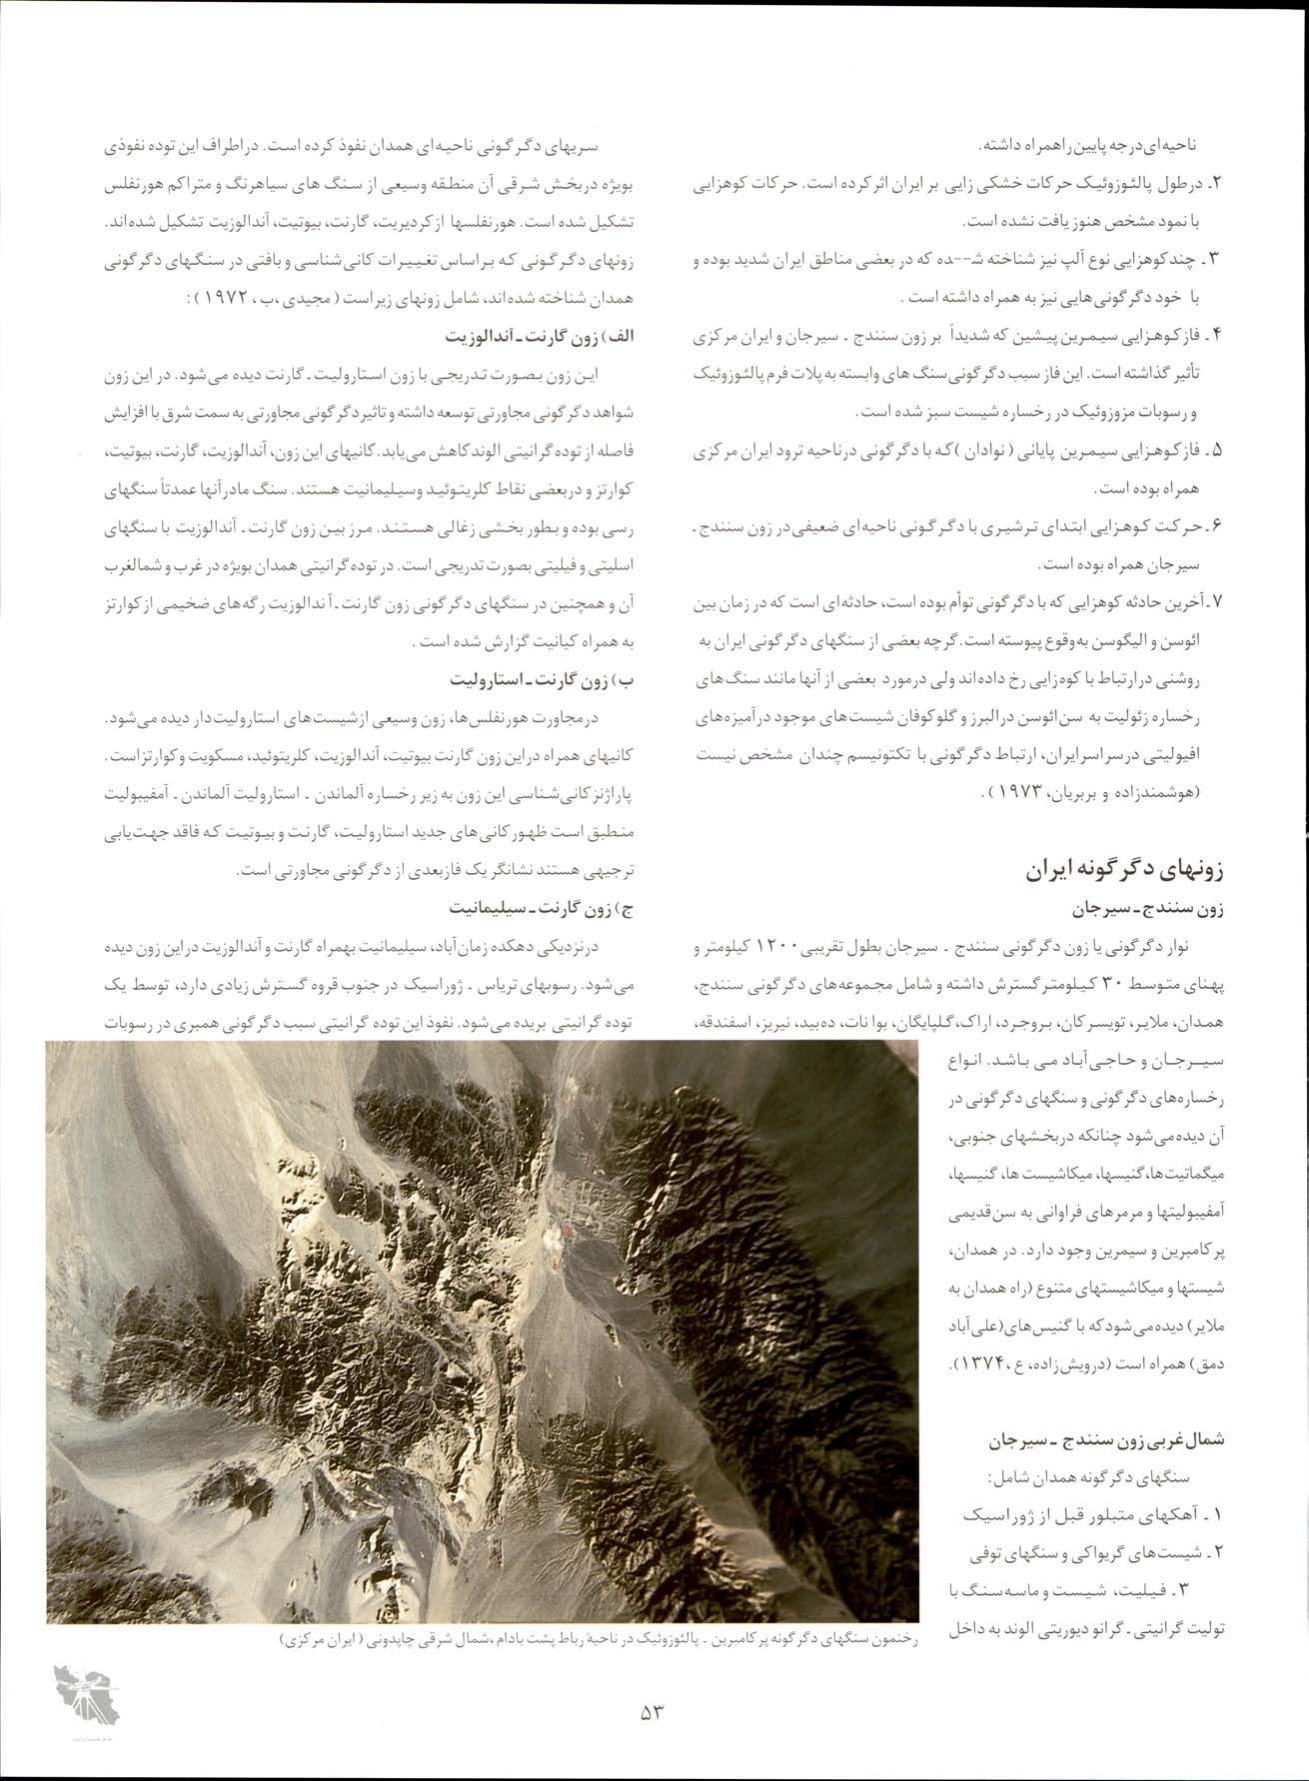 ناحیه‌ای درجه پایین را همراه داشته.
۲ـ درطول پالئوزوئیک حرکات خشکی زایی بر ایران اثر کرده است. حرکات کوهزایی
با نمود مشخص هنوز یافت نشده است.
۳ ـ چند کوهزایی نوع آلپ نیز شناخته شـ--ـده که در بعضی مناطق ایران شدید بوده و
با خود دگرگونی‌هایی نیز به همراه داشته است .
۴ ـ فاز کوهزایی سیمرین پیشین که شدیداً بر زون سنندج ـ سیرجان و ایران مرکزی
تأثیر گذاشته است. این فاز سبب دگرگونی سنگ های وابسته به پلات فرم پالئوزوئیک
و رسوبات مزوزوئیک در رخساره شیست سبز شده است.
۵ـ فاز کوهزایی سیمرین پایانی ( نوادان )که با دگرگونی درناحیه ترود ایران مرکزی
همراه بوده است.
۶ ـ حرکت کوهزایی ابتدای ترشیری با دگرگونی ناحیه‌ای ضعیفی در زون سنندج ـ
سیرجان همراه بوده است.
۷ـ آخرین حادثه کوهزایی که با دگرگونی توأم بوده است، حادثه‌ای است که در زمان بین
ائوسن و الیگوسن به‌وقوع پیوسته است. گرچه بعضی از سنگهای دگرگونی ایران به
روشنی درارتباط با کوه‌زایی رخ داده‌اند ولی درمورد بعضی از آنها مانند سنگ‌های
رخساره زئولیت به سن ائوسن درالبرز و گلوکوفان شیست‌های موجود درآمیزه‌های
افیولیتی درسراسرایران، ارتباط دگرگونی با تکتونیسم چندان مشخص نیست
(هوشمندزاده و بربریان، ۱۹۷۳ ).
زونهای دگرگونه ایران
زون سنندج ـ سیرجان
نوار دگرگونی یا زون دگرگونی سنندج ـ سیرجان بطول تقریبی ۱۲۰۰ کیلومتر و
پهنای متوسط ۳۰ کیلومتر گسترش داشته و شامل مجموعه‌های دگرگونی سنندج،
همدان، ملایر، تویسرکان، بروجرد، اراک،گلپایگان، بوانات، ده‌بید، نیریز، اسفندقه،
سیرجان و حاجی‌آباد می باشد. انواع
رخساره‌های دگرگونی و سنگهای دگرگونی در
آن دیده‌می‌شود چنانکه دربخشهای جنوبی،
میگماتیت‌ها،گنیسها، میکاشیست ها، گنیسها،
آمفیبولیتها و مرمرهای فراوانی به سن‌قدیمی
پرکامبرین و سیمرین وجود دارد. در همدان،
شیستها و میکاشیستهای متنوع (راه همدان به
ملایر) دیده‌می‌شودکه با گنیس های(علی‌آباد
دمق) همراه است (درویش‌زاده، ع ،۱۳۷۴).
شمال‌غربی زون سنندج ـ سیرجان
سنگهای دگرگونه همدان شامل:
۱ ـ آهکهای متبلور قبل از ژوراسیک
۲ـ شیست‌های گریواکی و سنگهای توفی
۳ ـ فیلیت، شیست و ماسه‌سنگ با
تولیت گرانیتی ـ گرانو دیوریتی الوند به داخل
سریهای دگرگونی ناحیه‌ای همدان نفوذ کرده است. دراطراف این توده نفوذی
بویژه دربخش شرقی آن منطقه وسیعی از سنگ های سیاهرنگ و متراکم هورنفلس
تشکیل شده است. هورنفلسها ازکردیریت، گارنت، بیوتیت، آندالوزیت تشکیل شده‌اند.
زونهای دگرگونی که براساس تغییرات کانی‌شناسی و بافتی در سنگهای دگرگونی
همدان شناخته شده‌اند، شامل زونهای زیراست ( مجیدی ،ب ، ۱۹۷۲ ) :
الف) زون گارنت ـ آندالوزیت
این زون بصورت تدریجی با زون استارولیت ـ گارنت دیده می‌شود. در این زون
شواهد دگرگونی مجاورتی توسعه داشته و تاثیر دگرگونی مجاورتی به سمت شرق با افزایش
فاصله از توده گرانیتی الوند کاهش می‌یابد. کانیهای این زون، آندالوزیت، گارنت، بیوتیت،
کوارتز و دربعضی نقاط کلریتوئید وسیلیمانیت هستند. سنگ مادرآنها عمدتاً سنگهای
رسی بوده و بطور بخشی زغالی هستند. مرز بین زون گارنت ـ آندالوزیت با سنگهای
اسلیتی و فیلیتی بصورت تدریجی است. در توده گرانیتی همدان بویژه در غرب و شمالغرب
آن و همچنین در سنگهای دگرگونی زون گارنت ـ آندالوزیت رگه‌های ضخیمی از کوارتز
به همراه کیانیت گزارش شده است .
ب) زون گارنت ـ استارولیت
درمجاورت هورنفلس‌ها، زون وسیعی ازشیست‌های استارولیت‌دار دیده می‌شود.
کانیهای همراه دراین زون گارنت بیوتیت، آندالوزیت، کلریتوئید، مسکویت وکوارتزاست.
پاراژنزکانی‌شناسی این زون به زیر رخساره آلماندن ـ استارولیت آلماندن ـ آمفیبولیت
منطبق است ظهورکانی‌های جدید استارولیت، گارنت و بیوتیت که فاقد جهت‌یابی
ترجیهی هستند نشانگر یک فازبعدی از دگرگونی مجاورتی است.
ج) زون گارنت ـ سیلیمانیت
درنزدیکی دهکده زمان‌آباد، سیلیمانیت بهمراه گارنت و آندالوزیت دراین زون دیده
می‌شود. رسوبهای تریاس ـ ژوراسیک در جنوب قروه گسترش زیادی دارد، توسط یک
توده گرانیتی بریده می‌شود. نفوذ این توده گرانیتی سبب دگرگونی همبری در رسوبات
رخنمون سنگهای دگرگونه پرکامبرین ـ پالئوزوئیک در ناحیهٔ رباط پشت بادام ،شمال شرقی چاپدونی ( ایران مرکزی)
۵۳